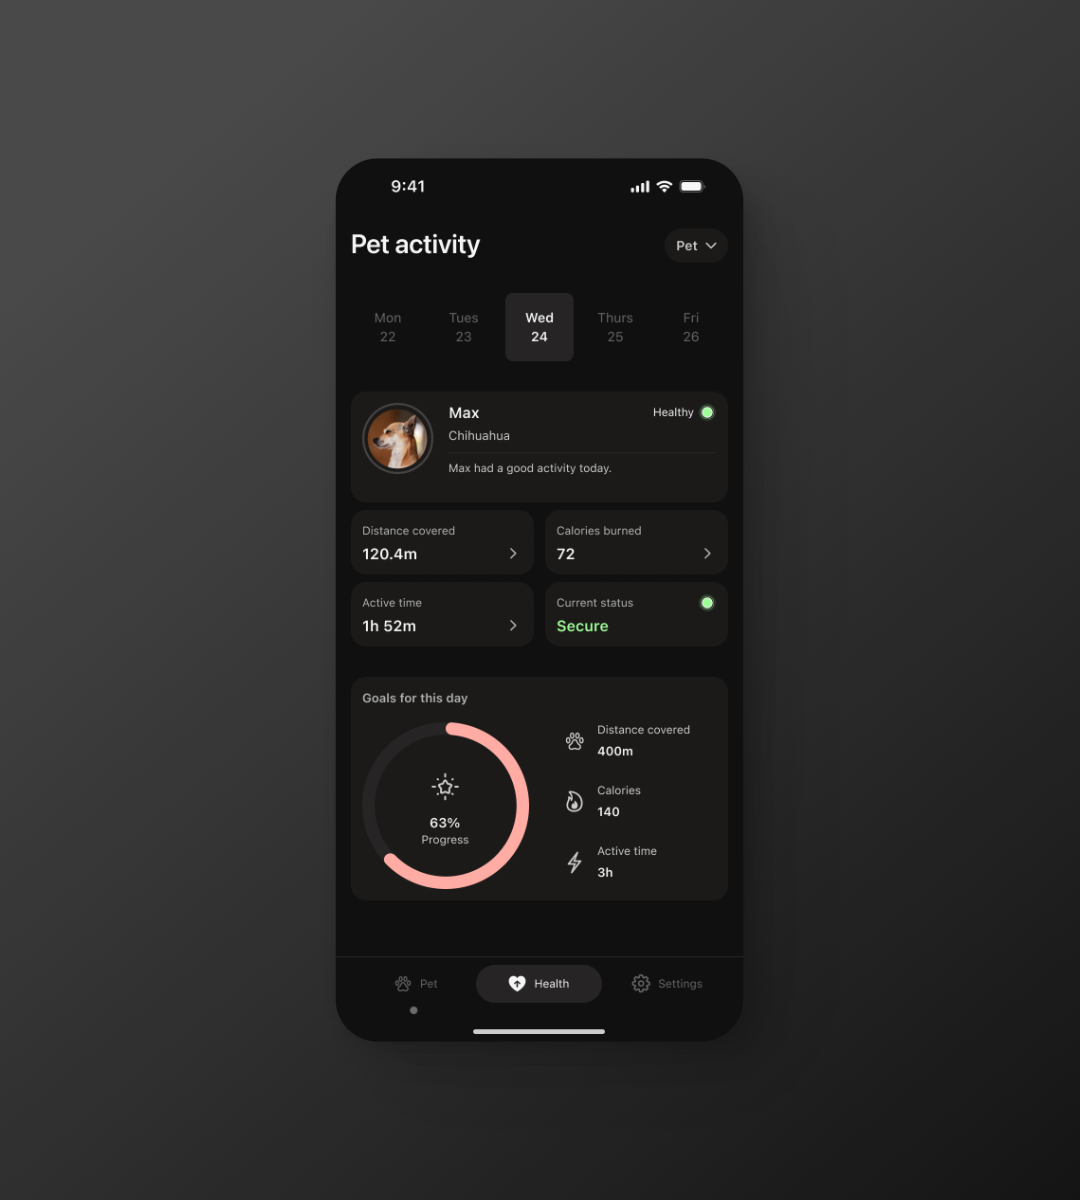 9:41
Pet activity
Pet
Mon Tues Wed Thurs Fri
22 23 24 25 26
Max
Healthy
Chihuahua
Max had a good activity today.
Distance covered
120.4m
Calories burned
72
Active time
1h 52m
Current status
Secure
Goals for this day
63%
Progress
Distance covered
400m
Calories
140
Active time
3h
Pet Health Settings